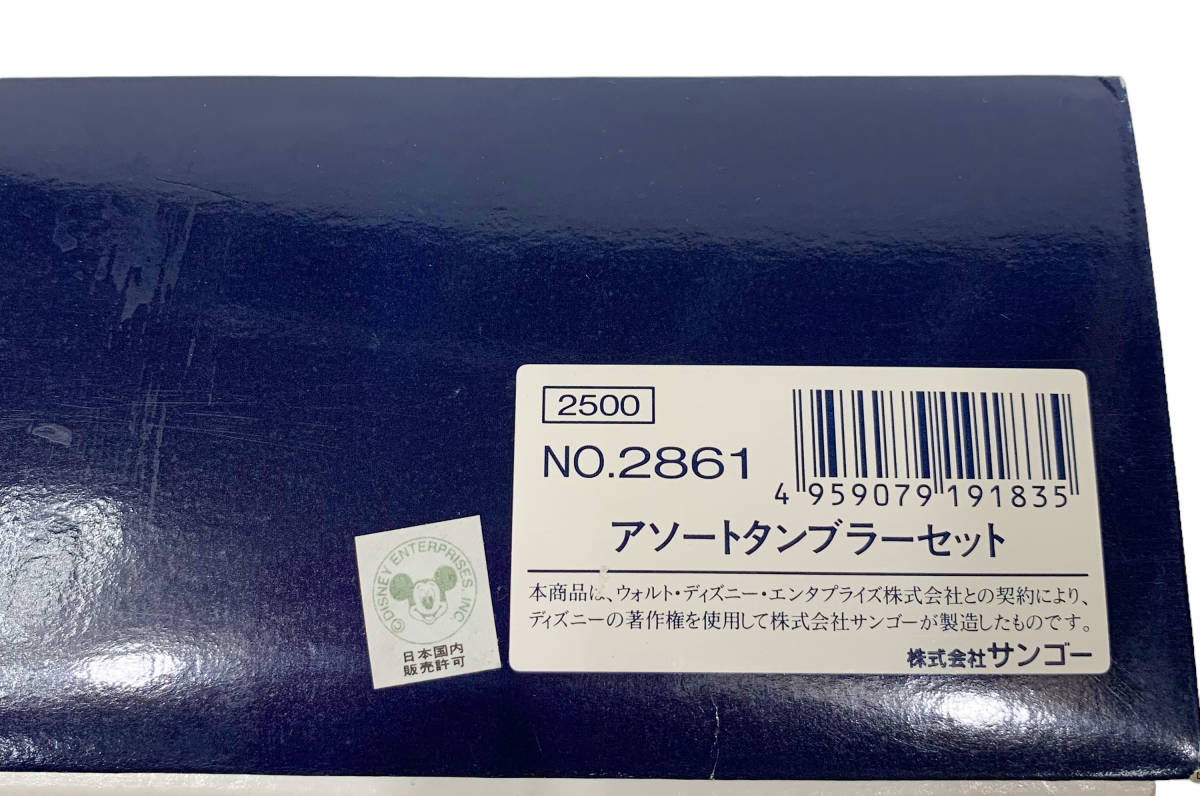 2500
NO.2861
4 959079 191835
アソートタンブラーセット
本商品は、ウォルト・ディズニー・エンタプライズ株式会社との契約により、
ディズニーの著作権を使用して株式会社サンゴーが製造したものです。
株式会社サンゴー
©DISNEY ENTERPRISES, INC
日本国内
販売許可